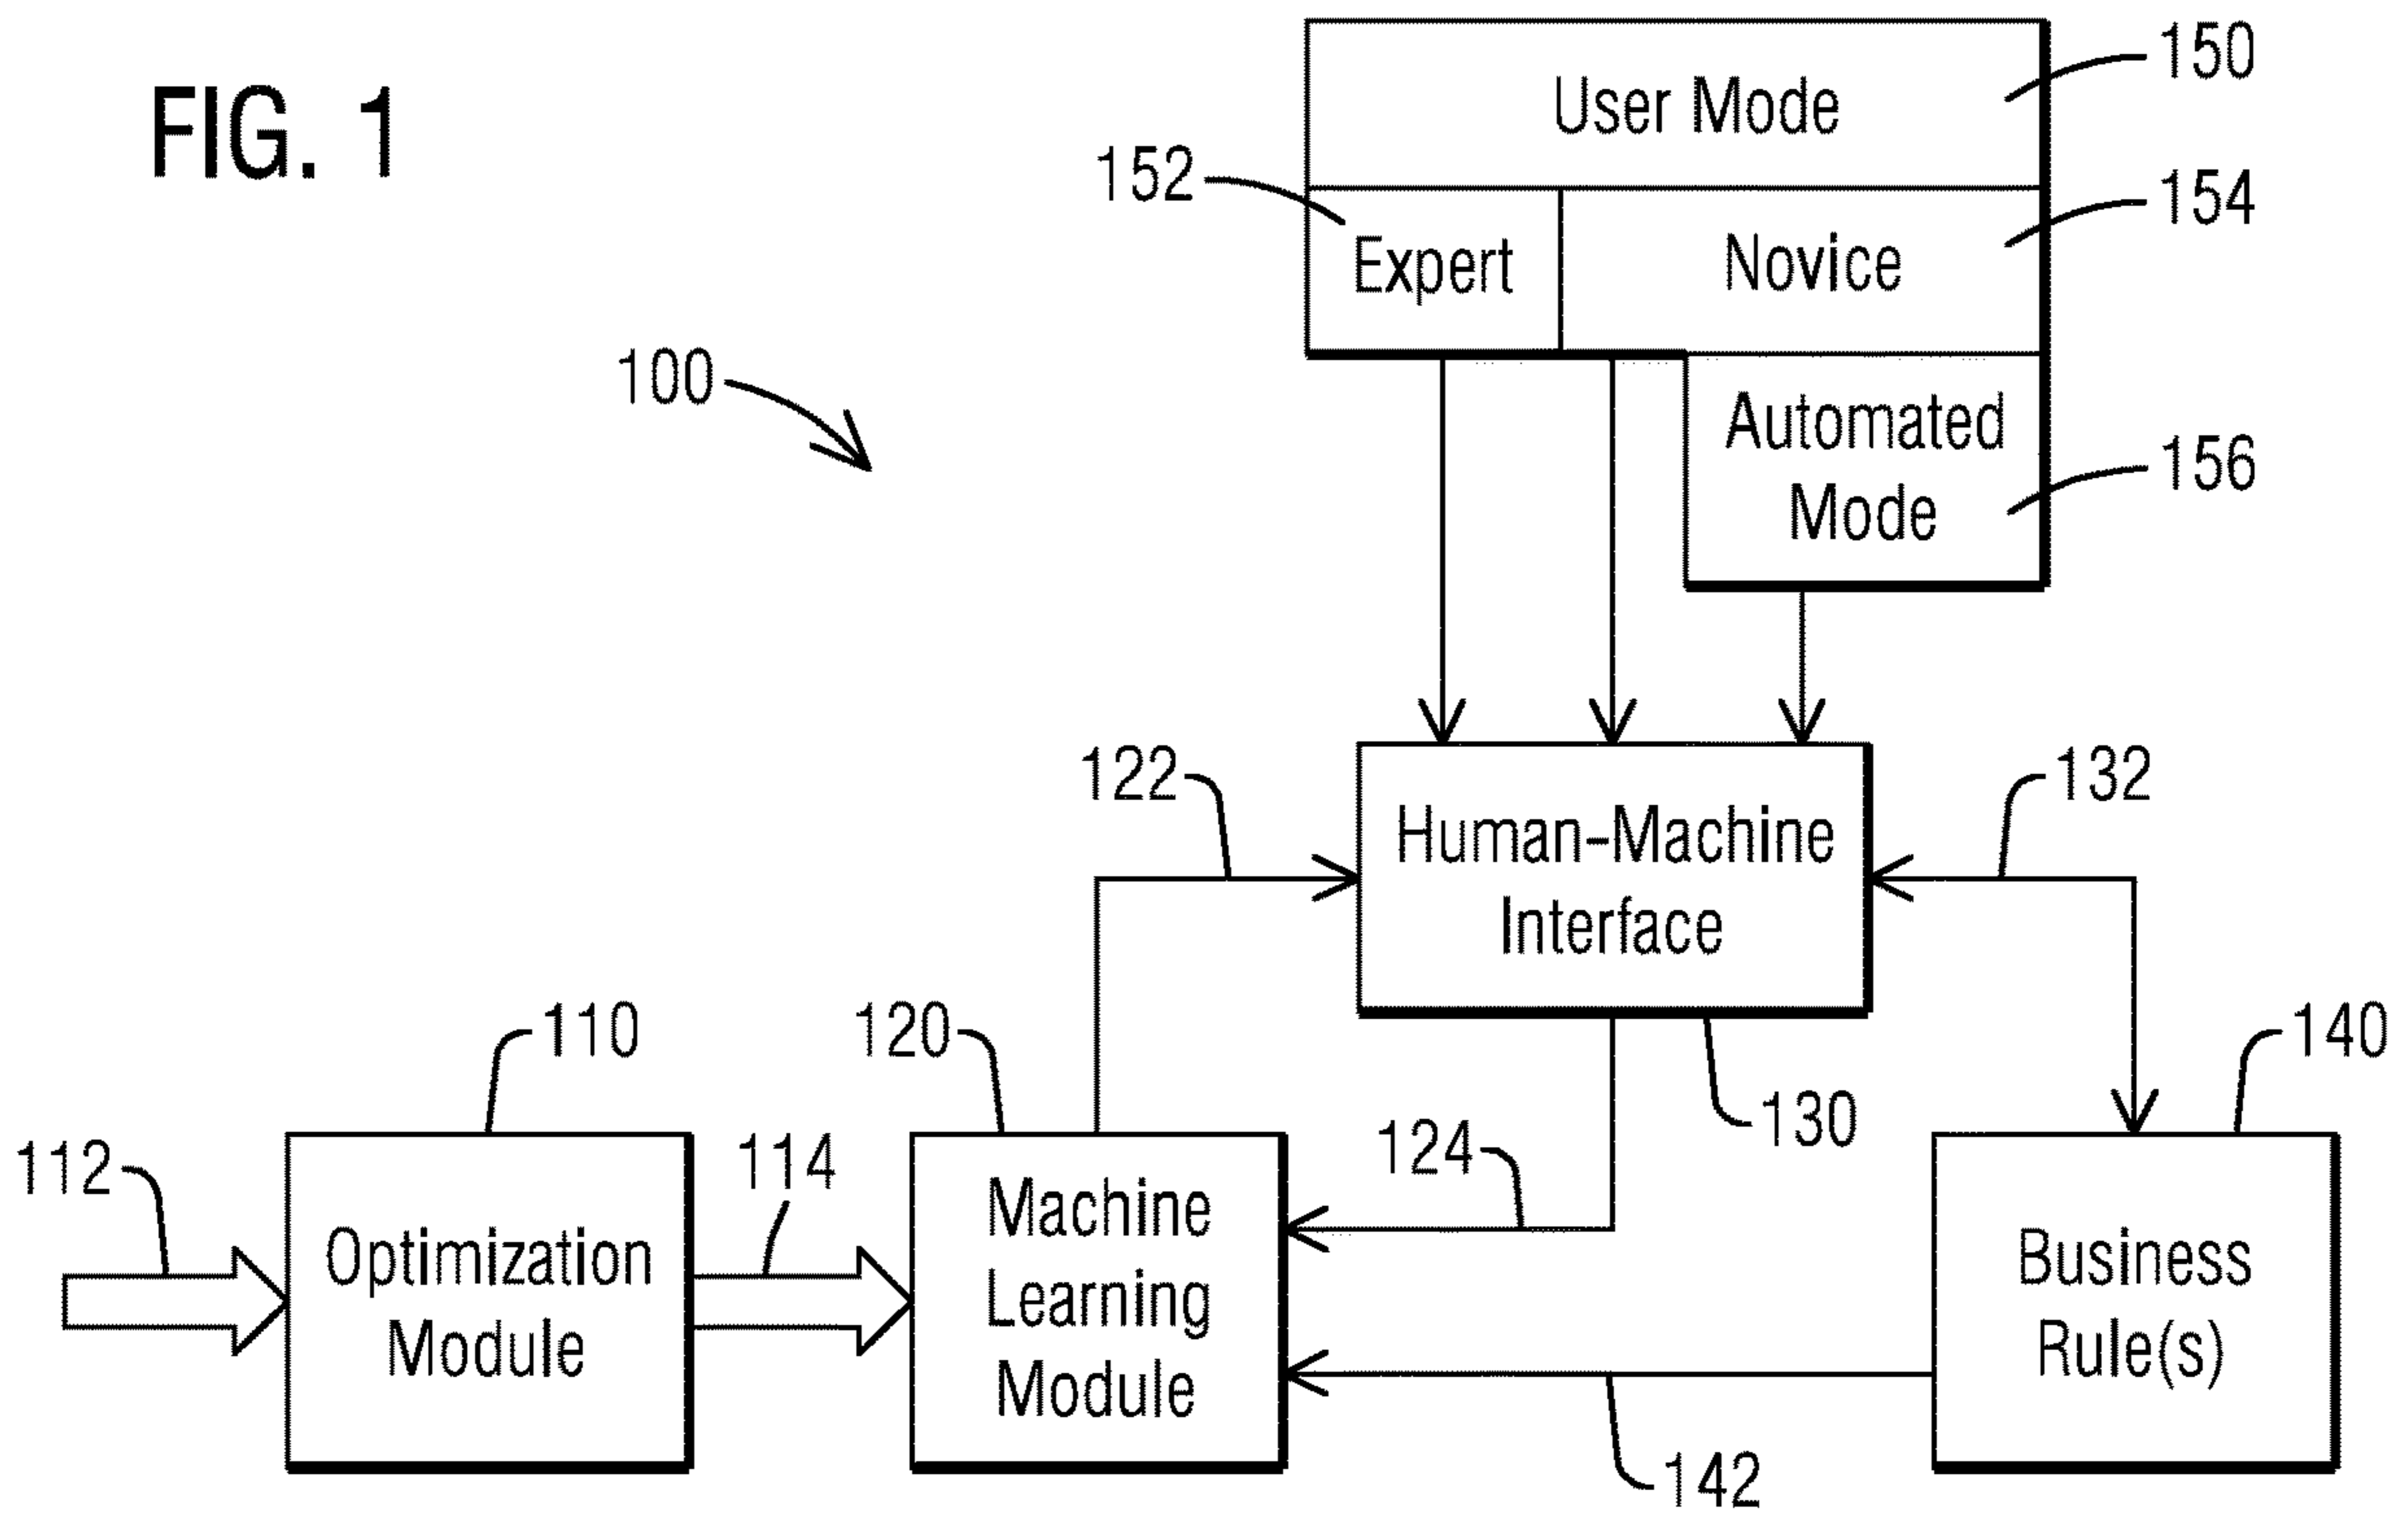 FIG. 1
150
User Mode
152
154
Expert
Novice
100
Automated
Mode
156
122
132
Human-Machine
Interface
110
120
140
130
112
114
124
Optimization
Module
Machine
Learning
Module
Business
Rule(s)
142